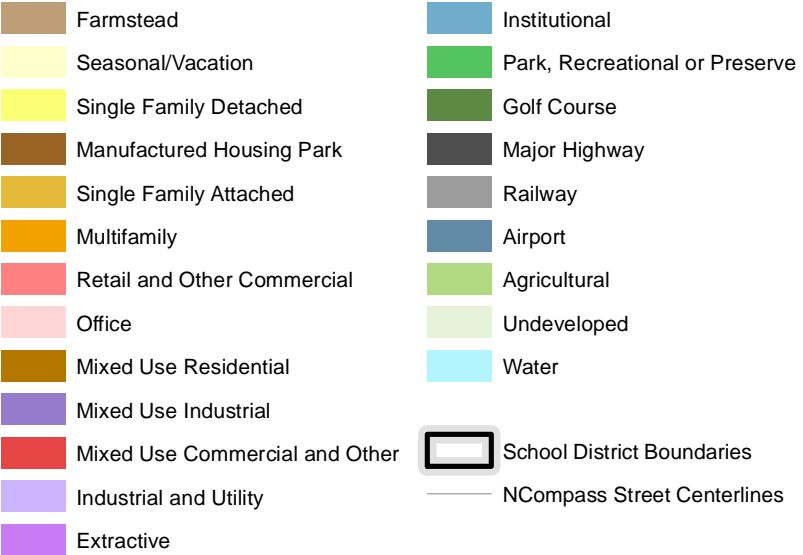 Farmstead
Seasonal/Vacation
Single Family Detached
Manufactured Housing Park
Single Family Attached
Multifamily
Retail and Other Commercial
Office
Mixed Use Residential
Mixed Use Industrial
Mixed Use Commercial and Other
Industrial and Utility
Extractive
Institutional
Park, Recreational or Preserve
Golf Course
Major Highway
Railway
Airport
Agricultural
Undeveloped
Water
School District Boundaries
NCompass Street Centerlines